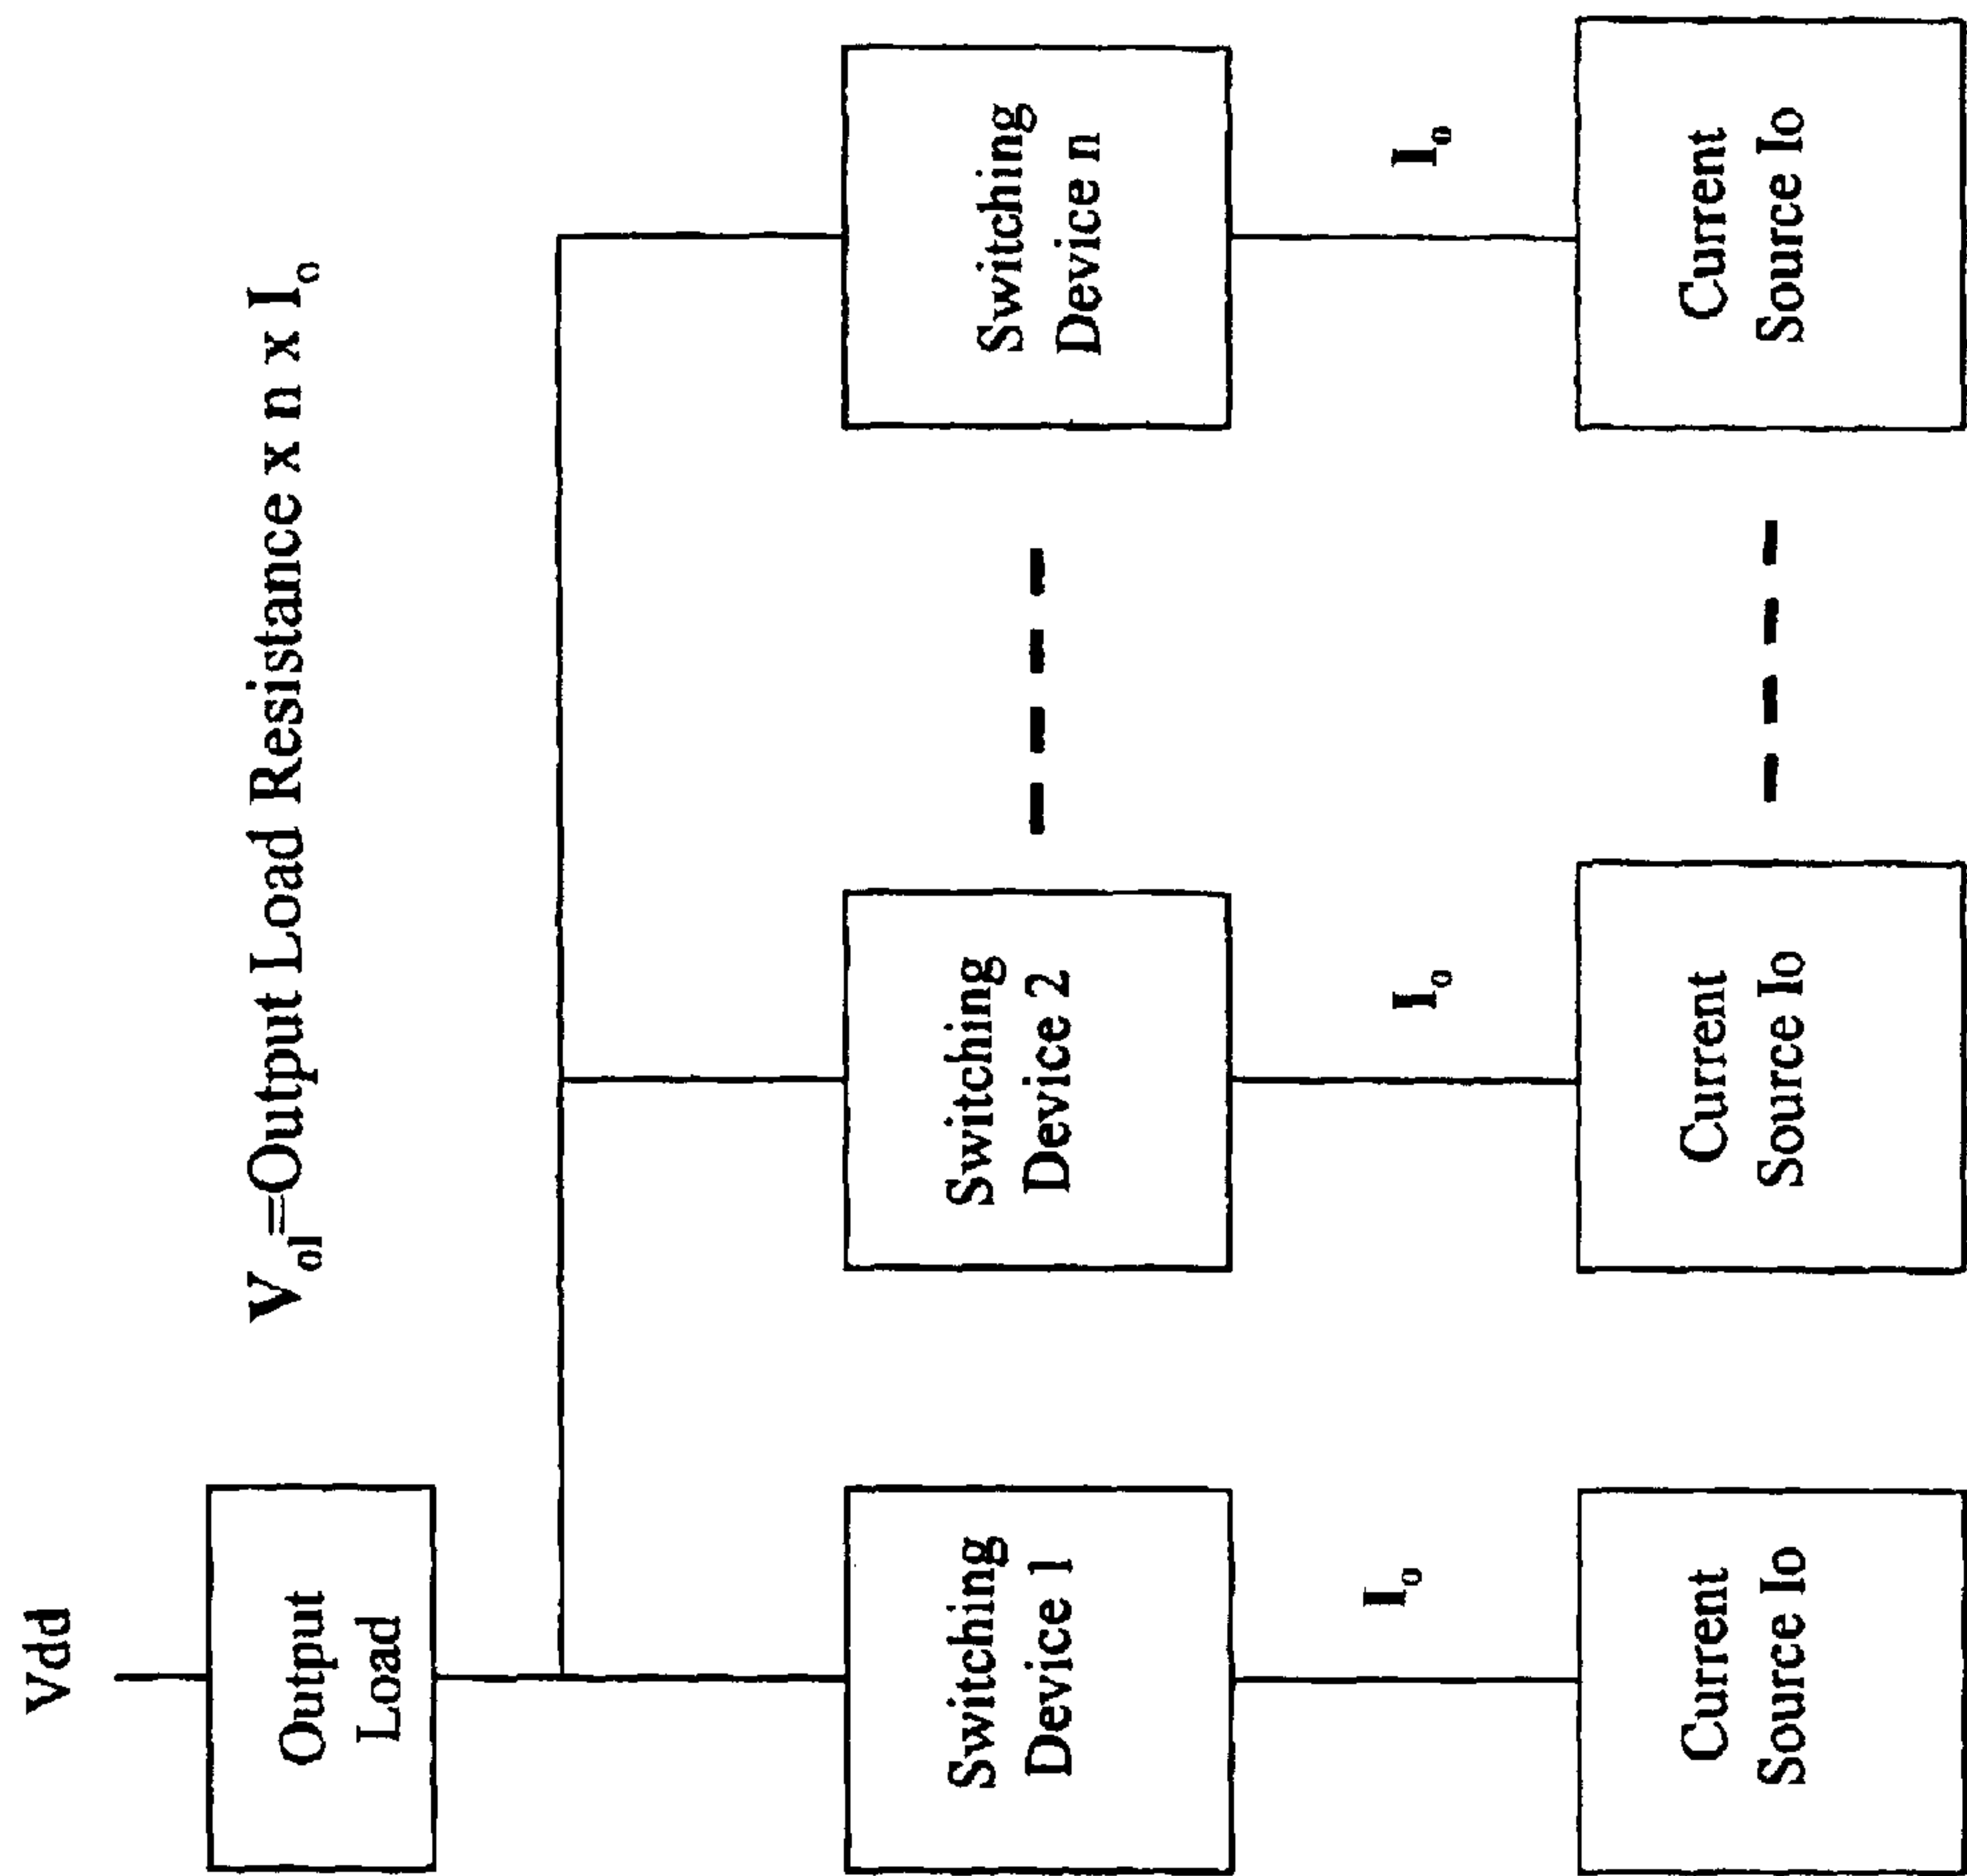 Vdd
Output
Load
Vol=Output Load Resistance x n x Io
Switching
Device 1
Switching
Device 2
Switching
Device n
Io
Io
Io
Current
Source Io
Current
Source Io
Current
Source Io